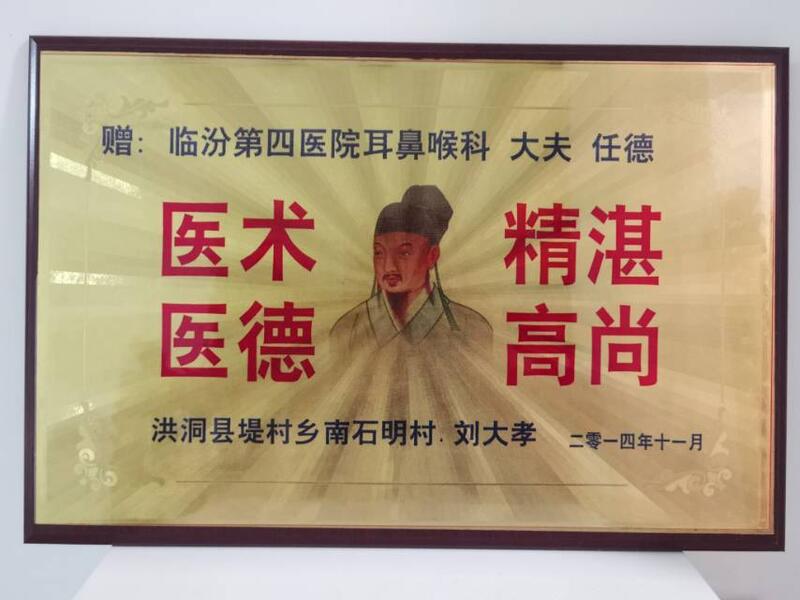 赠：临汾第四医院耳鼻喉科 大夫 任德
医术 精湛
医德 高尚
洪洞县堤村乡南石明村.刘大孝 二零一四年十一月